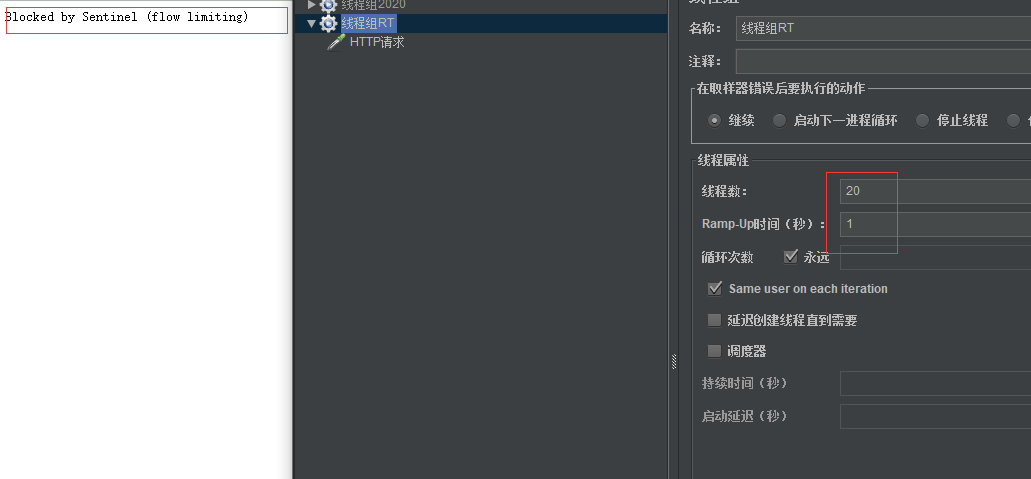 Blocked by Sentinel (flow limiting)
线程组2020
线程组RT
HTTP请求
线程组
名称： 线程组RT
注释：
在取样器错误后要执行的动作
继续 启动下一进程循环 停止线程
线程属性
线程数： 20
Ramp-Up时间（秒）： 1
循环次数 永远
Same user on each iteration
延迟创建线程直到需要
调度器
持续时间（秒）
启动延迟（秒）